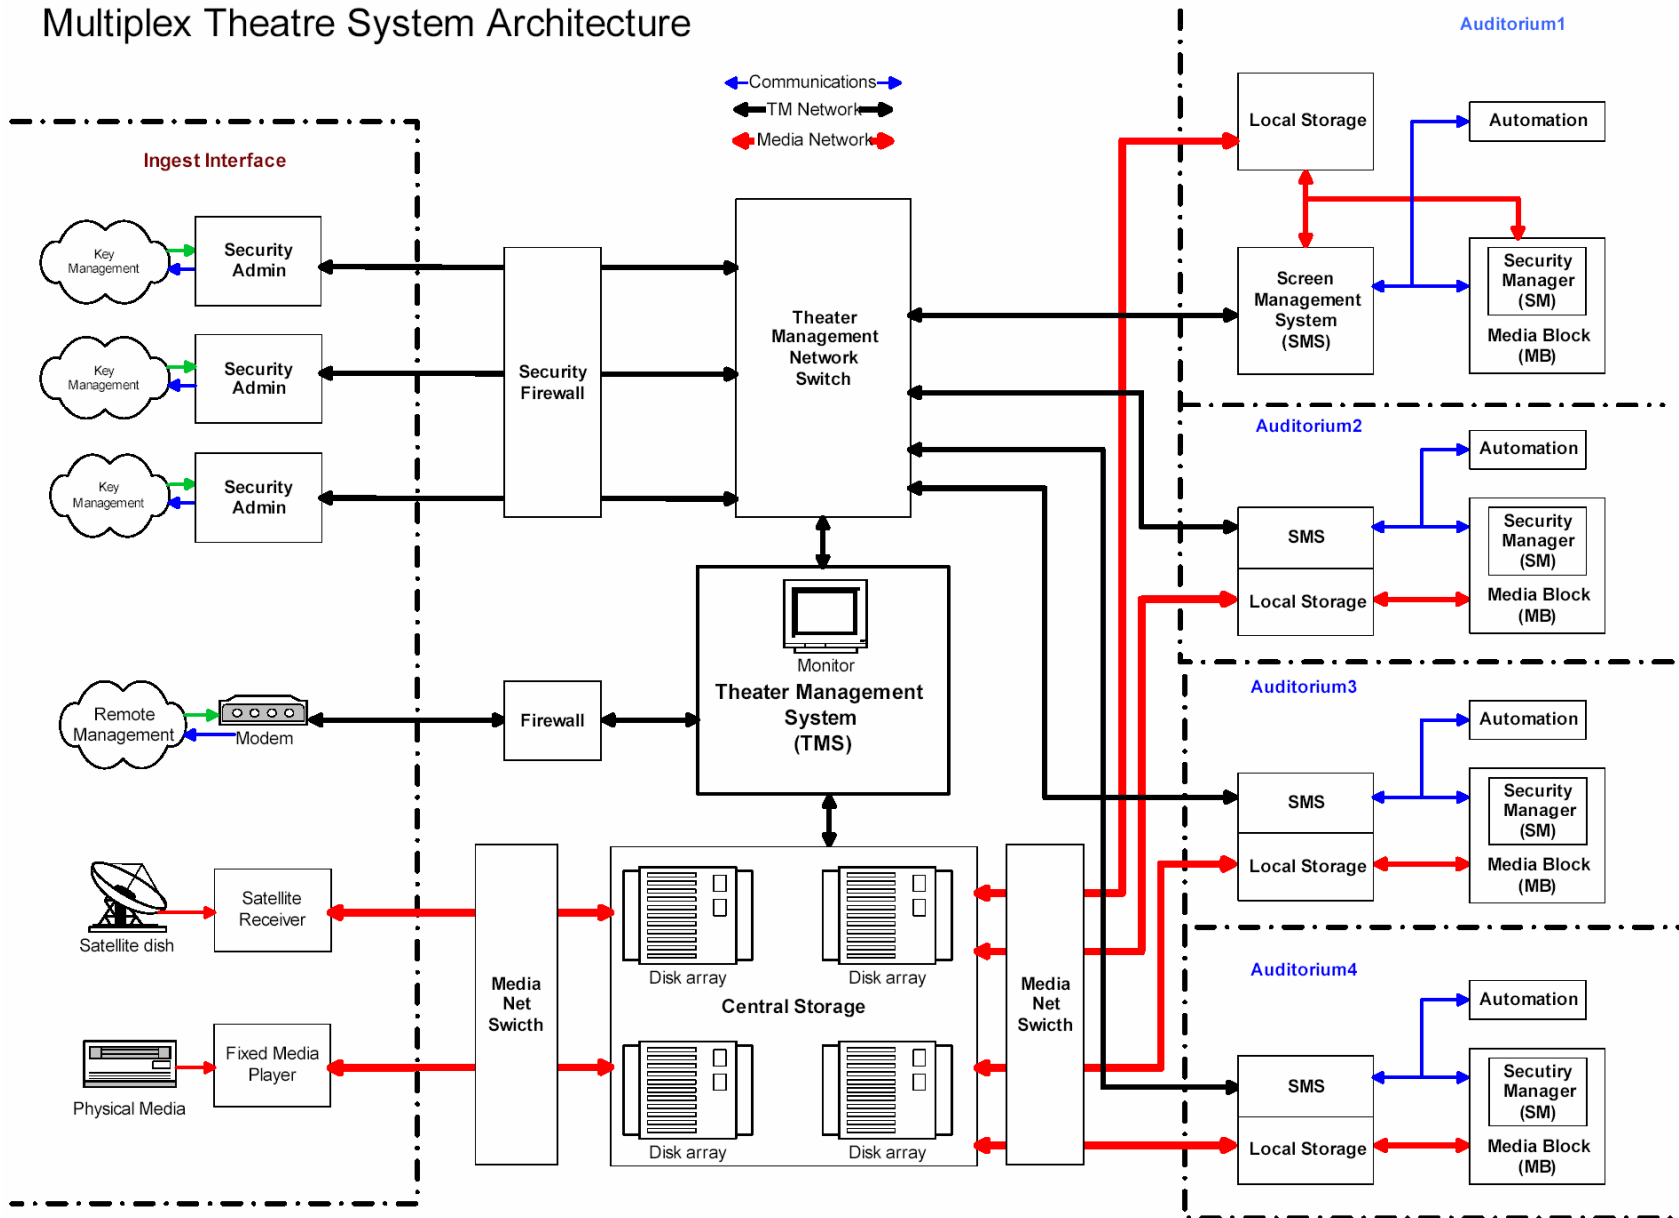 Multiplex Theatre System Architecture
Communications
TM Network
Media Network
Ingest Interface
Key
Management
Security
Admin
Key
Management
Security
Admin
Key
Management
Security
Admin
Security
Firewall
Theater
Management
Network
Switch
Remote
Management
Modem
Firewall
Monitor
Theater Management
System
(TMS)
Satellite dish
Satellite
Receiver
Physical Media
Fixed Media
Player
Media
Net
Swicth
Disk array
Disk array
Central Storage
Disk array
Disk array
Media
Net
Swicth
Auditorium1
Local Storage
Automation
Screen
Management
System
(SMS)
Security
Manager
(SM)
Media Block
(MB)
Auditorium2
Automation
SMS
Local Storage
Security
Manager
(SM)
Media Block
(MB)
Auditorium3
Automation
SMS
Local Storage
Security
Manager
(SM)
Media Block
(MB)
Auditorium4
Automation
SMS
Local Storage
Secutiry
Manager
(SM)
Media Block
(MB)